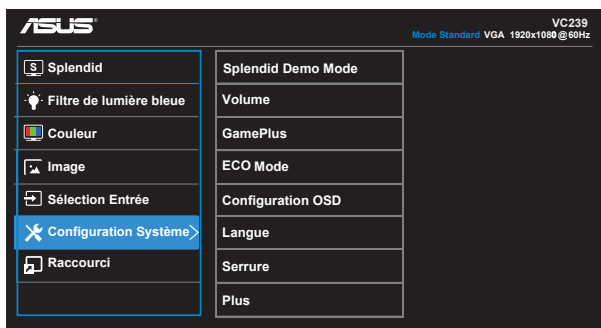 ASUS
VC239
Mode Standard VGA 1920x1080@60Hz
S Splendid
Filtre de lumière bleue
Couleur
Image
Sélection Entrée
Configuration Système
Raccourci
Splendid Demo Mode
Volume
GamePlus
ECO Mode
Configuration OSD
Langue
Serrure
Plus